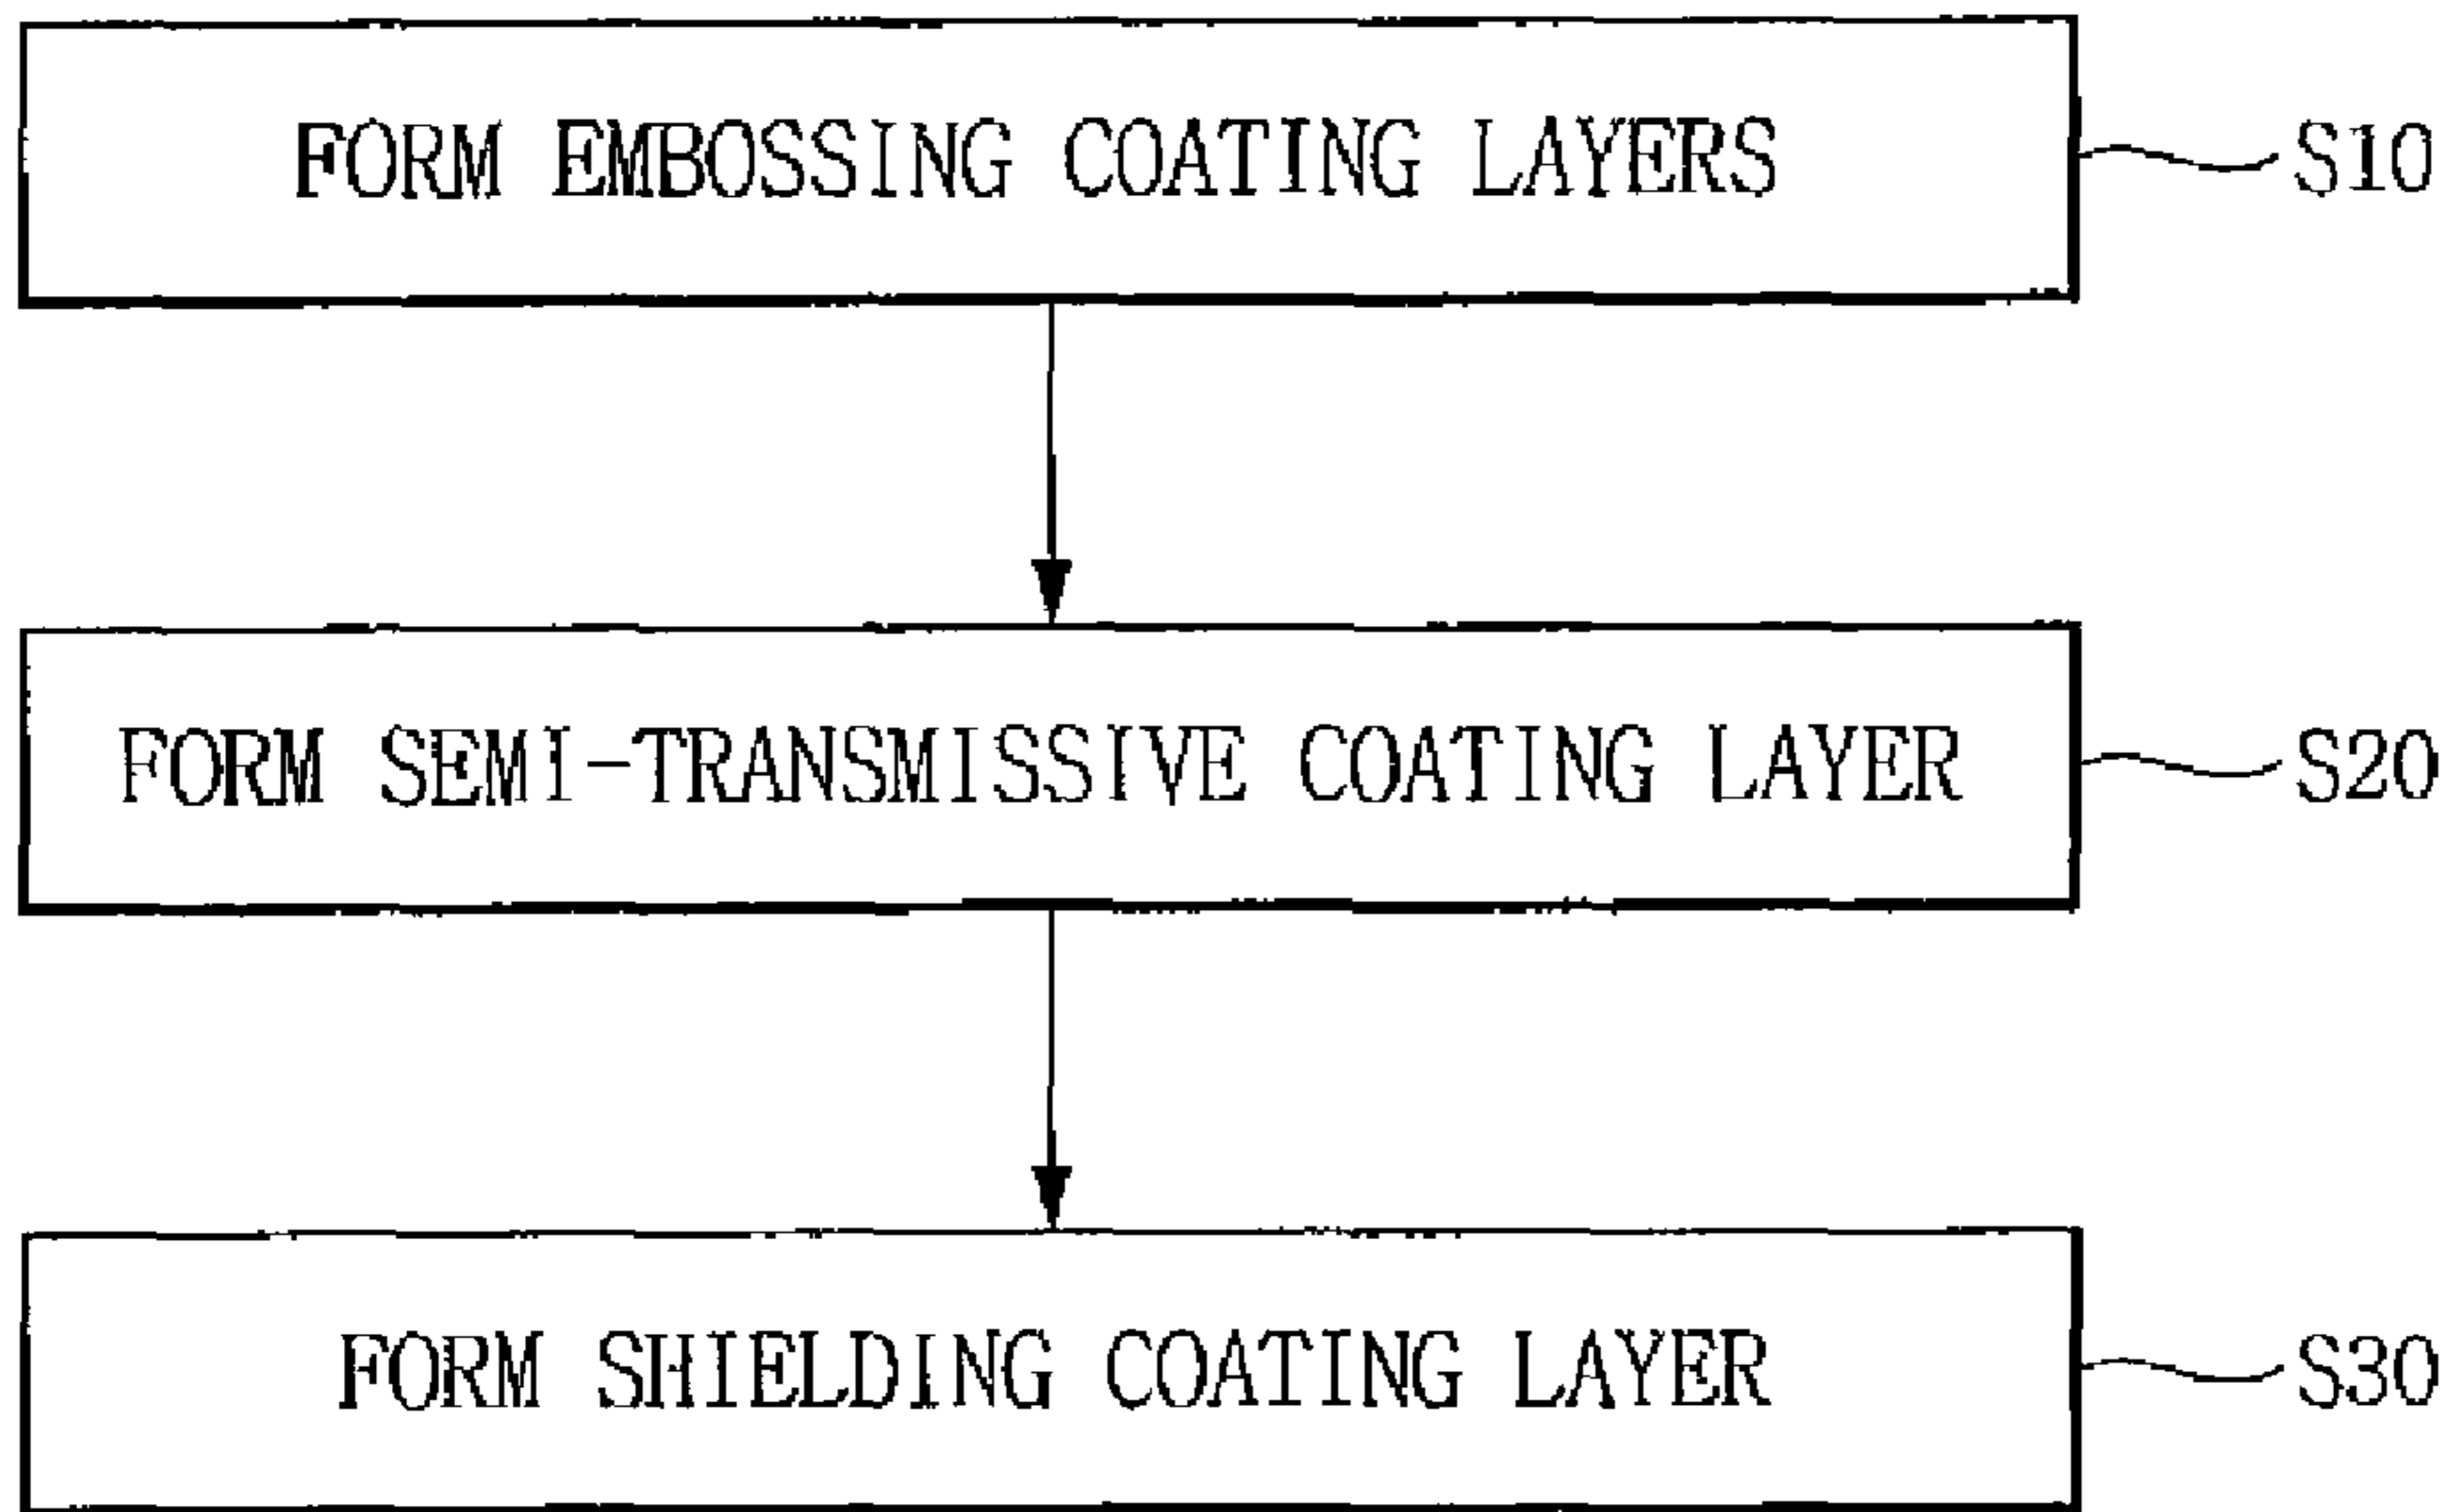 FORM EMBOSSING COATING LAYERS S10
FORM SEMI-TRANSMISSIVE COATING LAYER S20
FORM SHIELDING COATING LAYER S30